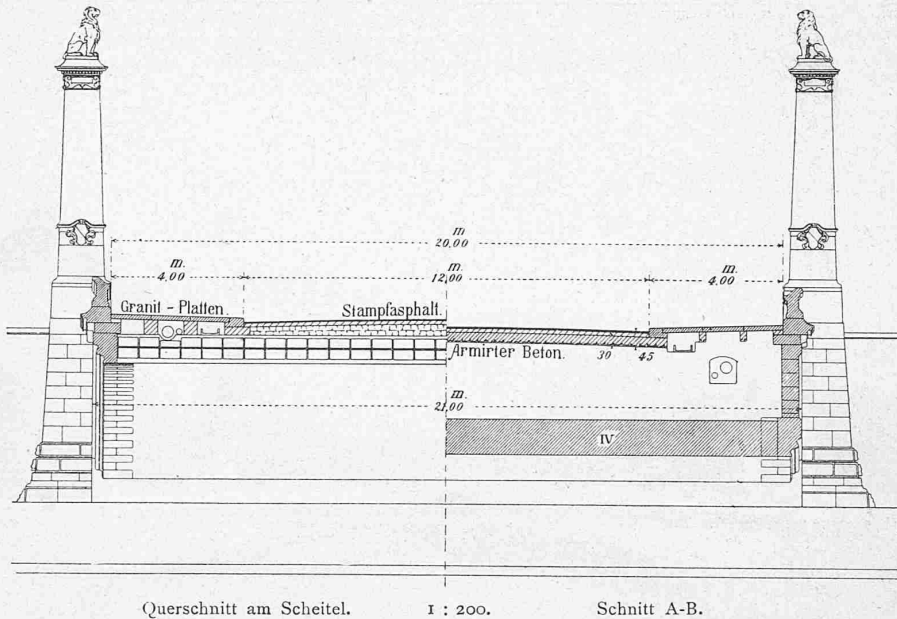 m
20,00
m.
4,00
m.
12,00
m.
4,00
Granit - Platten.
Stampfasphalt.
Armirter Beton.
30
45
m.
21,00
IV
Querschnitt am Scheitel.
1 : 200.
Schnitt A-B.